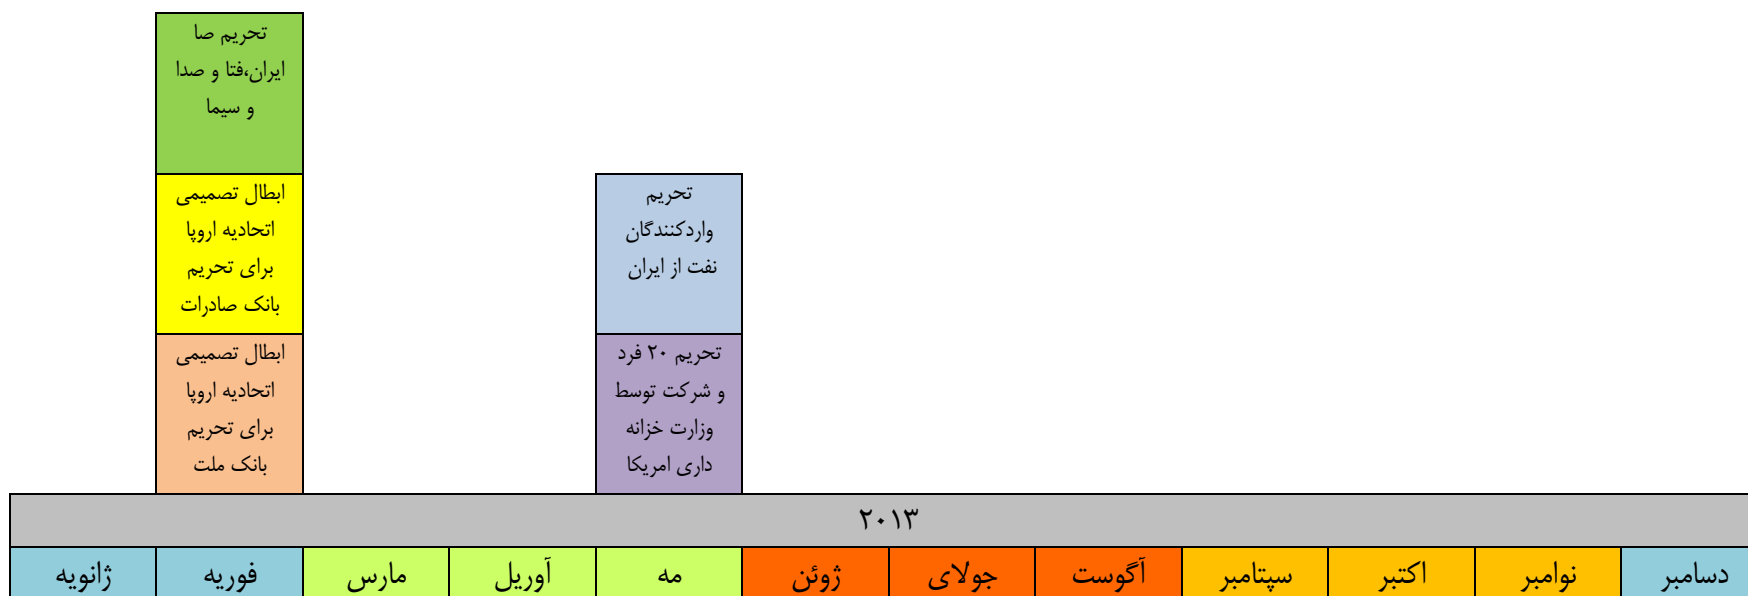 تحریم صا
ایران،فتا و صدا
و سیما
ابطال تصمیمی
اتحادیه اروپا
برای تحریم
بانک صادرات
ابطال تصمیمی
اتحادیه اروپا
برای تحریم
بانک ملت
تحریم
واردکنندگان
نفت از ایران
تحریم ۲۰ فرد
و شرکت توسط
وزارت خزانه
داری امریکا
۲۰۱۳
ژانویه
فوریه
مارس
آوریل
مه
ژوئن
جولای
آگوست
سپتامبر
اکتبر
نوامبر
دسامبر